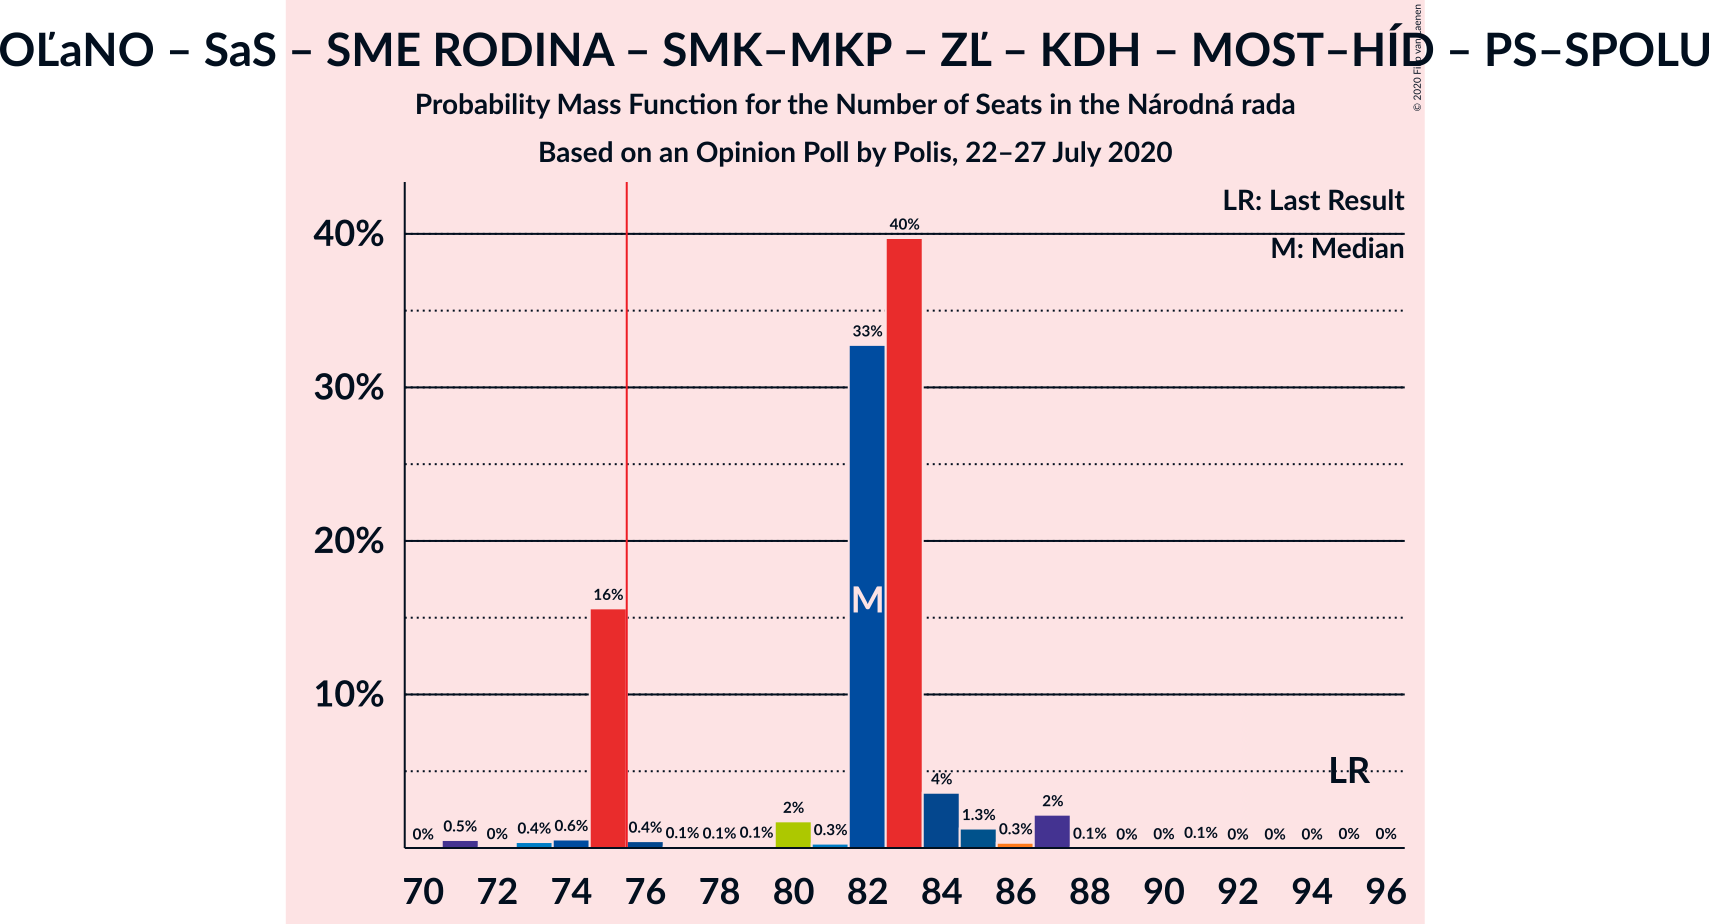 OĽaNO – SaS – SME RODINA – SMK–MKP – ZĽ – KDH – MOST–HÍD – PS–SPOLU
Probability Mass Function for the Number of Seats in the Národná rada
Based on an Opinion Poll by Polis, 22–27 July 2020
© 2020 Filip van Laenen
LR: Last Result
M: Median
40%
30%
20%
10%
0% 0.5% 0% 0.4% 0.6% 16% 0.4% 0.1% 0.1% 0.1% 2% 0.3% 33% 40% 4% 1.3% 0.3% 2% 0.1% 0% 0% 0.1% 0% 0% 0% 0% 0%
M
LR
70 72 74 76 78 80 82 84 86 88 90 92 94 96